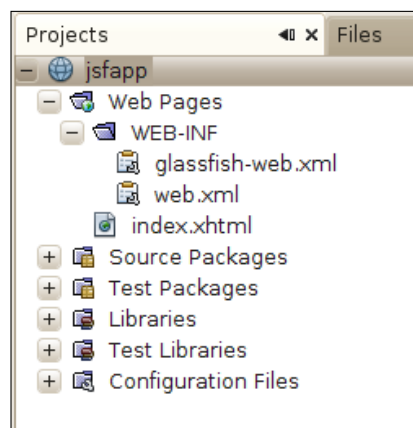 Projects Files
jsfapp
Web Pages
WEB-INF
glassfish-web.xml
web.xml
index.xhtml
Source Packages
Test Packages
Libraries
Test Libraries
Configuration Files